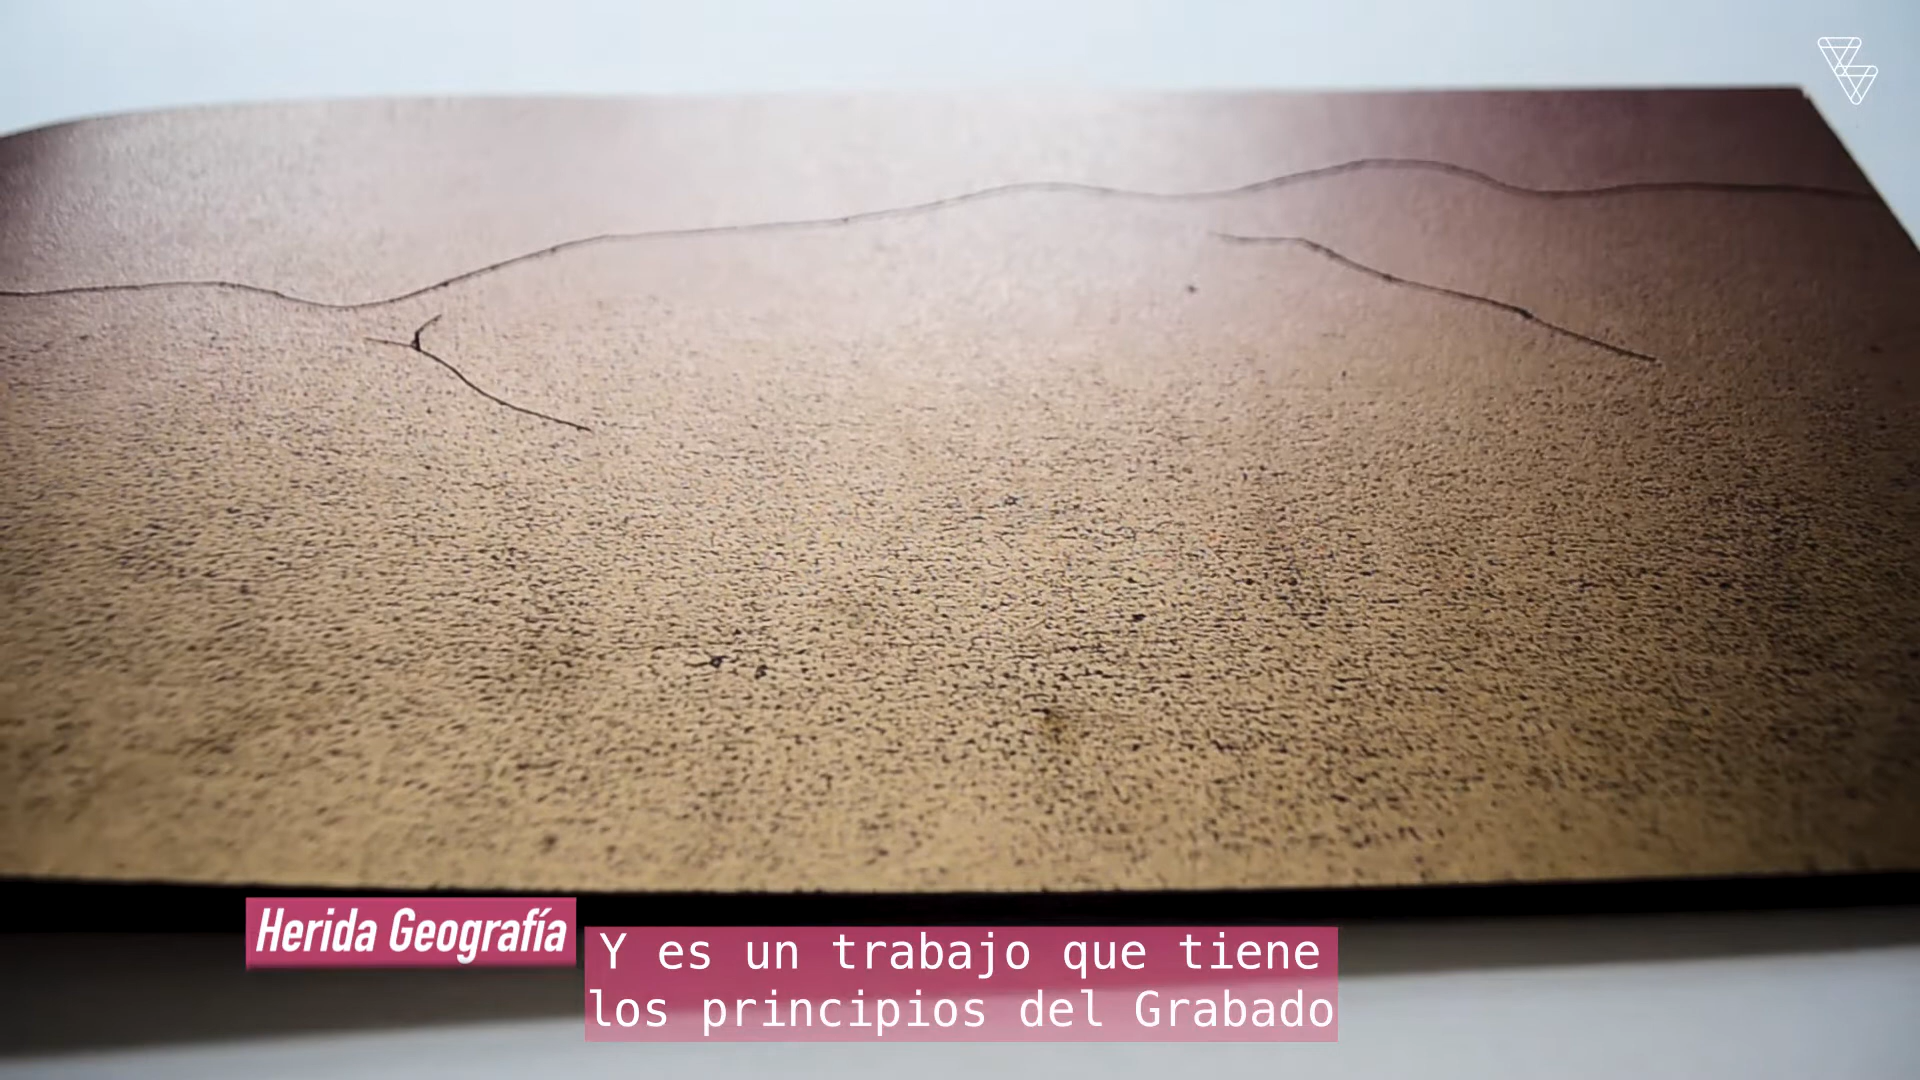 Herida Geografía
Y es un trabajo que tiene
los principios del Grabado